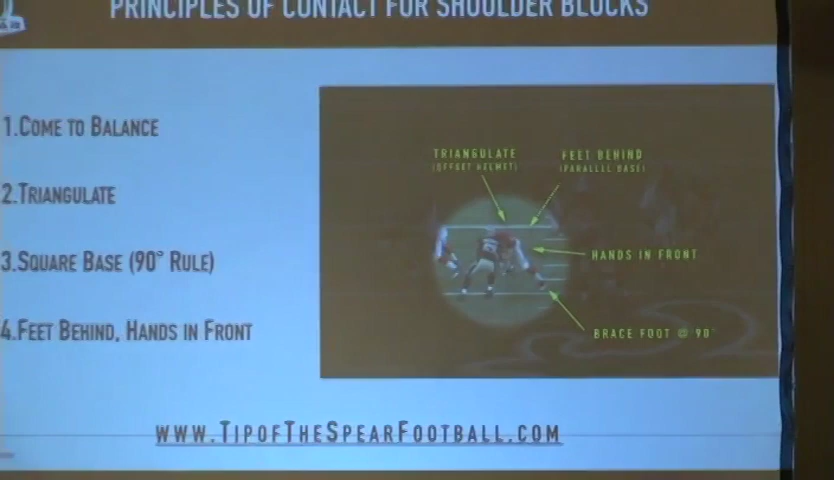 PRINCIPLES OF CONTACT FOR SHOULDER BLOCKS
1.COME TO BALANCE
2.TRIANGULATE
3.SQUARE BASE (90° RULE)
4.FEET BEHIND, HANDS IN FRONT
TRIANGULATE
(OFFSET HELMET)
FEET BEHIND
(PARALLEL BASE)
HANDS IN FRONT
BRACE FOOT @ 90°
WWW.TIPOFTHESPEARFOOTBALL.COM